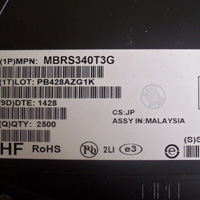 (1P)MPN: MBRS340T3G
(1T)LOT: PB428AZG1K
(9D)DTE: 1428
(Q)QTY: 2500
CS:JP
ASSY IN:MALAYSIA
HF RoHS Pb 2LI e3 (S)S